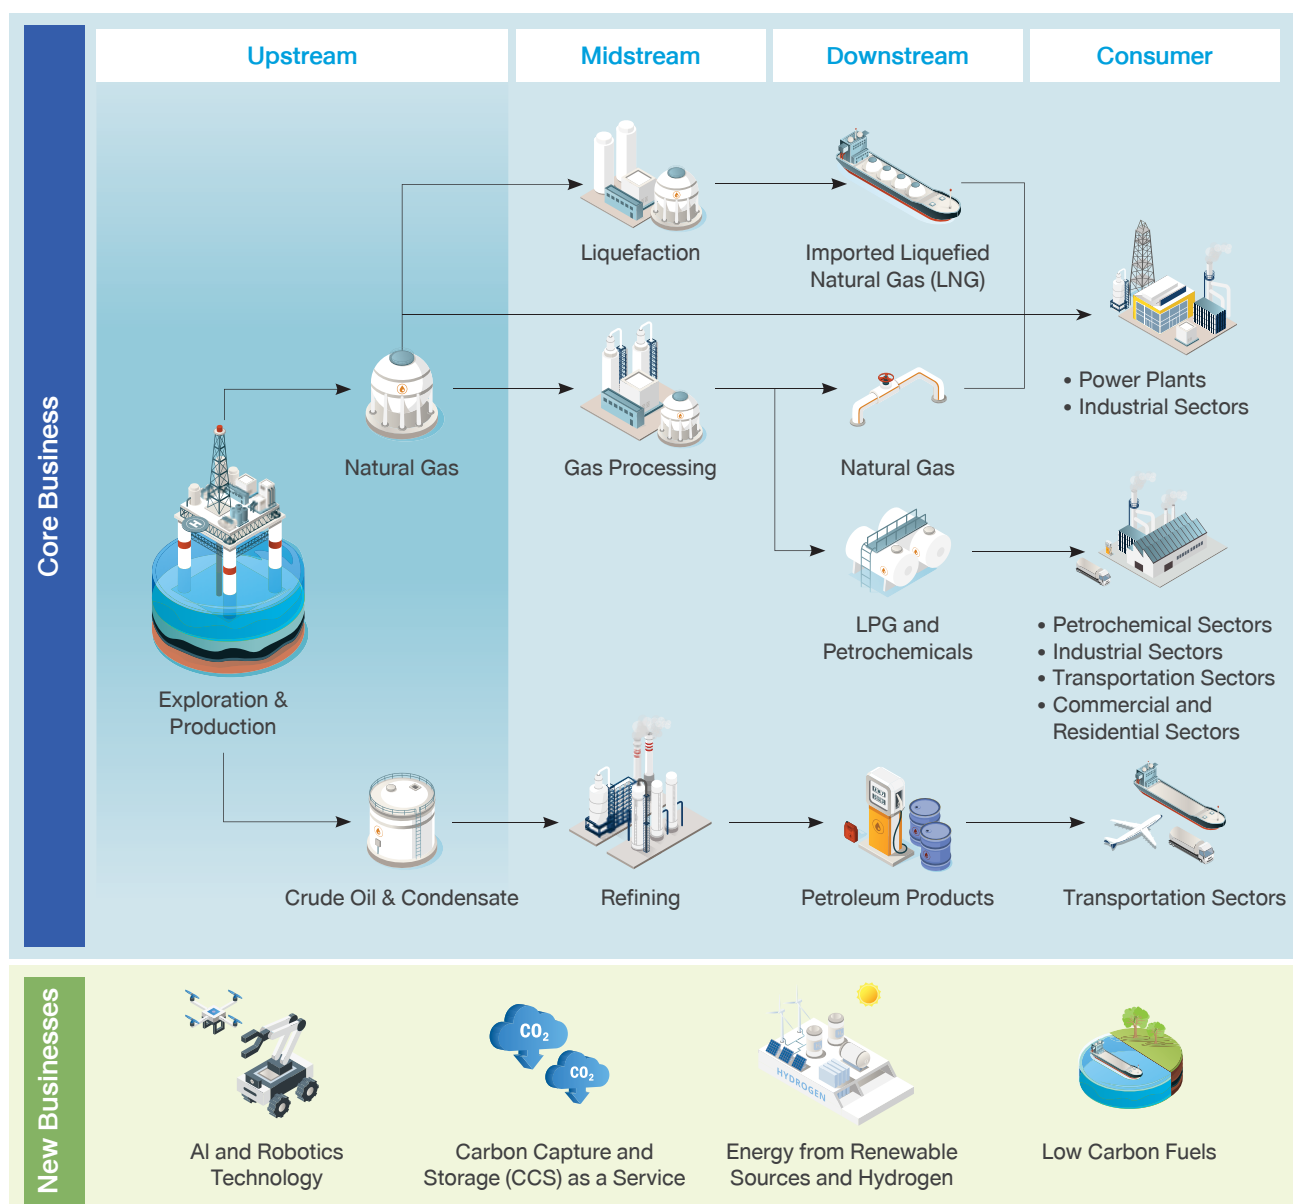 Upstream
Midstream
Downstream
Consumer
Core Business
Liquefaction
Imported Liquefied
Natural Gas (LNG)
• Power Plants
• Industrial Sectors
Natural Gas
Gas Processing
Natural Gas
LPG and
Petrochemicals
• Petrochemical Sectors
• Industrial Sectors
• Transportation Sectors
• Commercial and
Residential Sectors
H
Exploration &
Production
Crude Oil & Condensate
Refining
Petroleum Products
Transportation Sectors
New Businesses
CO₂
CO₂
HYDROGEN
AI and Robotics
Technology
Carbon Capture and
Storage (CCS) as a Service
Energy from Renewable
Sources and Hydrogen
Low Carbon Fuels